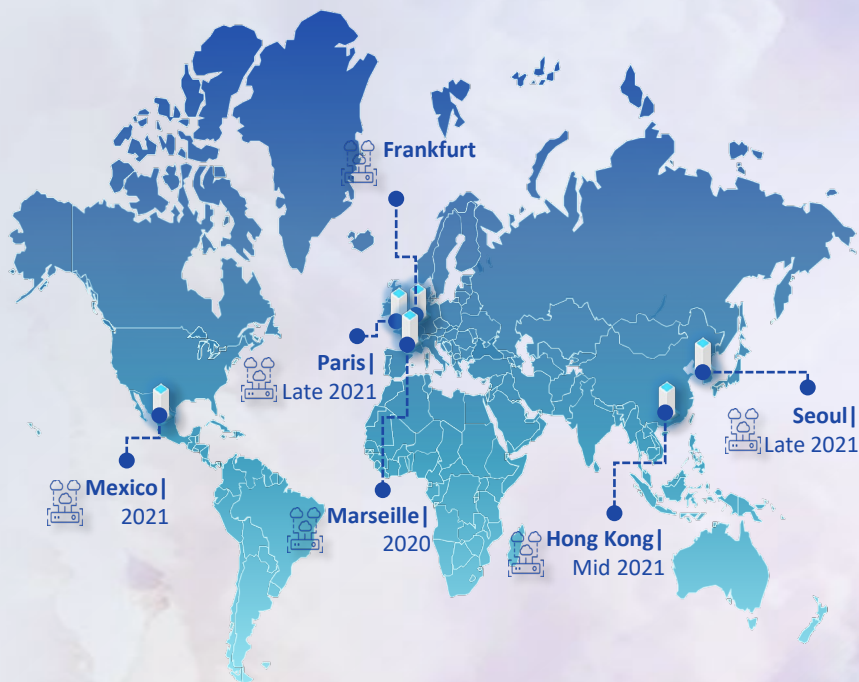 Frankfurt
Paris|
Late 2021
Seoul|
Late 2021
Mexico|
2021
Marseille|
2020
Hong Kong|
Mid 2021